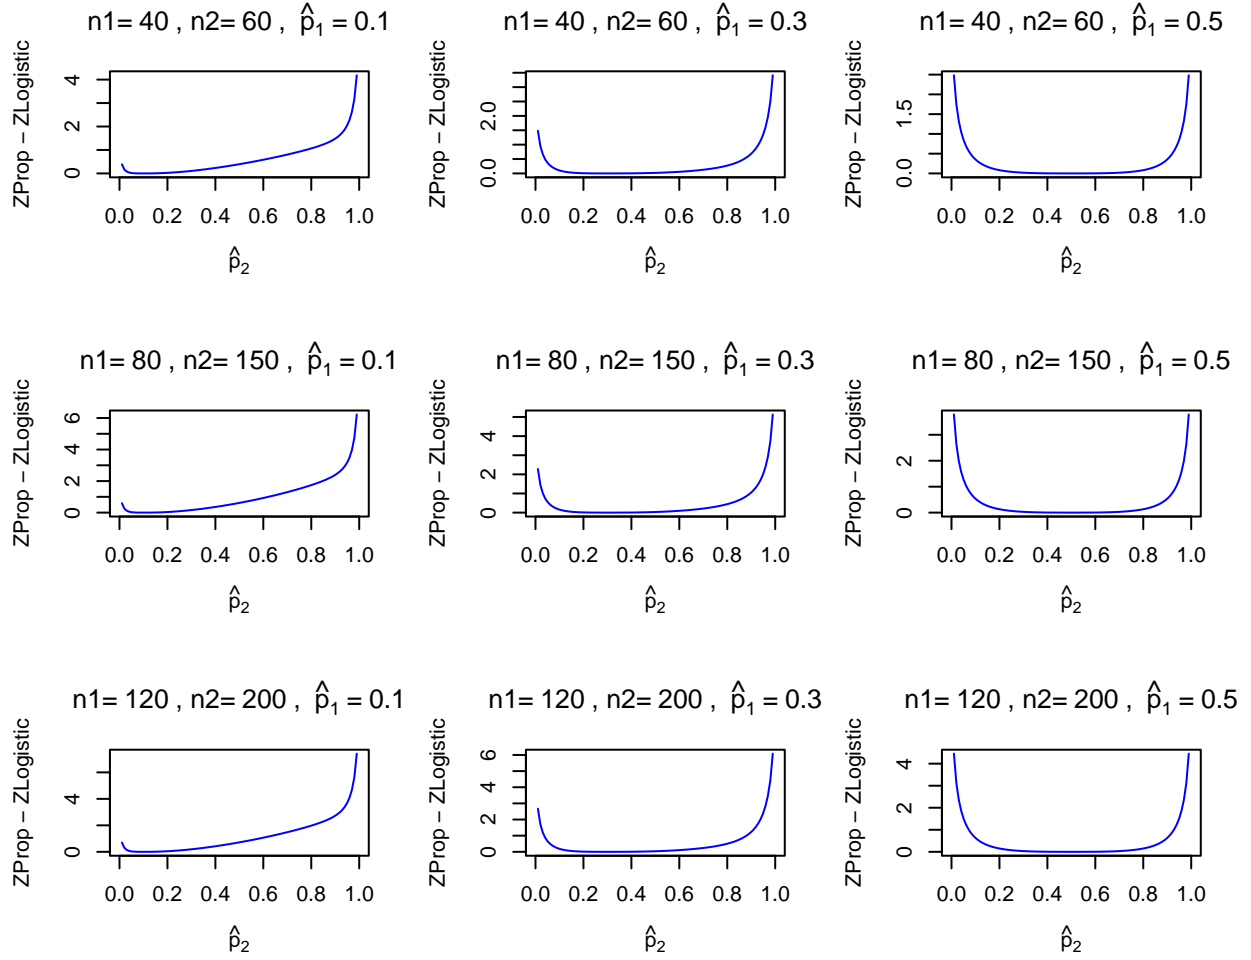 n1= 40 , n2= 60 , p̂₁ = 0.1
ZProp − ZLogistic
4
2
0
0.0 0.2 0.4 0.6 0.8 1.0
p̂₂
n1= 40 , n2= 60 , p̂₁ = 0.3
ZProp − ZLogistic
2.0
0.0
0.0 0.2 0.4 0.6 0.8 1.0
p̂₂
n1= 40 , n2= 60 , p̂₁ = 0.5
ZProp − ZLogistic
1.5
0.0
0.0 0.2 0.4 0.6 0.8 1.0
p̂₂
n1= 80 , n2= 150 , p̂₁ = 0.1
ZProp − ZLogistic
6
4
2
0
0.0 0.2 0.4 0.6 0.8 1.0
p̂₂
n1= 80 , n2= 150 , p̂₁ = 0.3
ZProp − ZLogistic
4
2
0
0.0 0.2 0.4 0.6 0.8 1.0
p̂₂
n1= 80 , n2= 150 , p̂₁ = 0.5
ZProp − ZLogistic
2
0
0.0 0.2 0.4 0.6 0.8 1.0
p̂₂
n1= 120 , n2= 200 , p̂₁ = 0.1
ZProp − ZLogistic
4
0
0.0 0.2 0.4 0.6 0.8 1.0
p̂₂
n1= 120 , n2= 200 , p̂₁ = 0.3
ZProp − ZLogistic
6
4
2
0
0.0 0.2 0.4 0.6 0.8 1.0
p̂₂
n1= 120 , n2= 200 , p̂₁ = 0.5
ZProp − ZLogistic
4
2
0
0.0 0.2 0.4 0.6 0.8 1.0
p̂₂